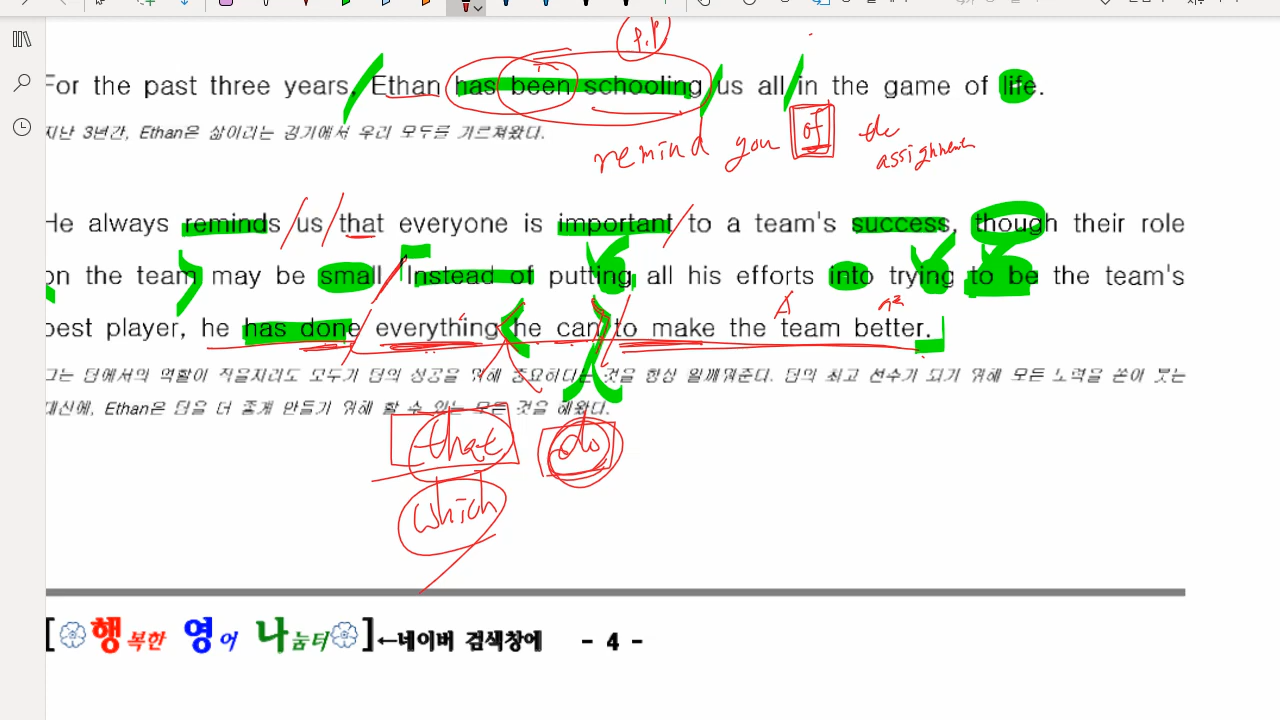 p.p
For the past three years, Ethan has been schooling us all in the game of life.
지난 3년간, Ethan은 삶이라는 경기에서 우리 모두를 가르쳐왔다.
remind you of the assignment
He always reminds us that everyone is important to a team's success, though their role
on the team may be small. Instead of putting all his efforts into trying to be the team's
best player, he has done everything he can to make the team better.
그는 팀에서의 역할이 작을지라도 모두가 팀의 성공을 위해 중요하다는 것을 항상 일깨워준다. 팀의 최고 선수가 되기 위해 모든 노력을 쏟아 붓는
대신에, Ethan은 팀을 더 좋게 만들기 위해 할 수 있는 모든 것을 해왔다.
that do
which
[행복한 영어 나눔터]←네이버 검색창에 - 4 -